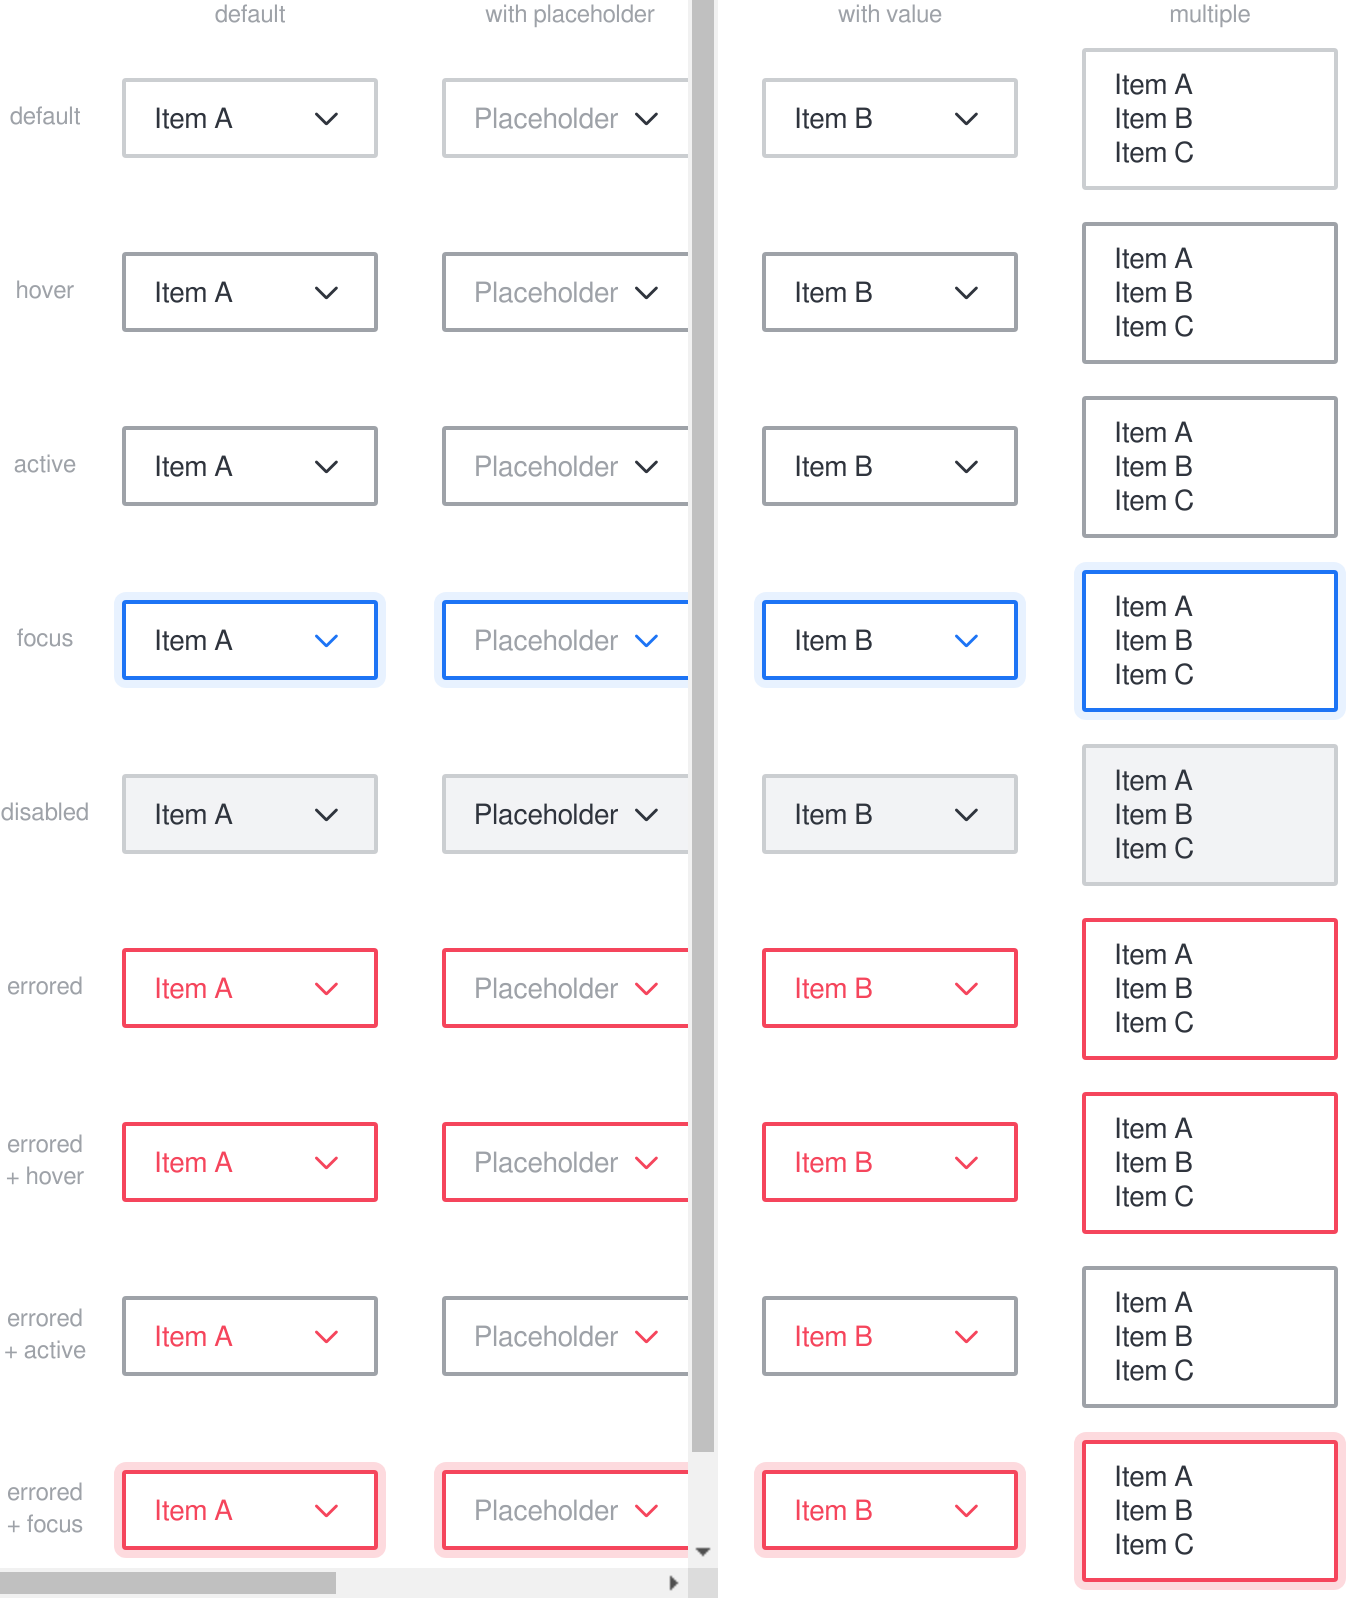 default with placeholder with value multiple
default Item A Placeholder Item B Item A
Item B
Item C
hover Item A Placeholder Item B Item A
Item B
Item C
active Item A Placeholder Item B Item A
Item B
Item C
focus Item A Placeholder Item B Item A
Item B
Item C
disabled Item A Placeholder Item B Item A
Item B
Item C
errored Item A Placeholder Item B Item A
Item B
Item C
errored
+ hover Item A Placeholder Item B Item A
Item B
Item C
errored
+ active Item A Placeholder Item B Item A
Item B
Item C
errored
+ focus Item A Placeholder Item B Item A
Item B
Item C